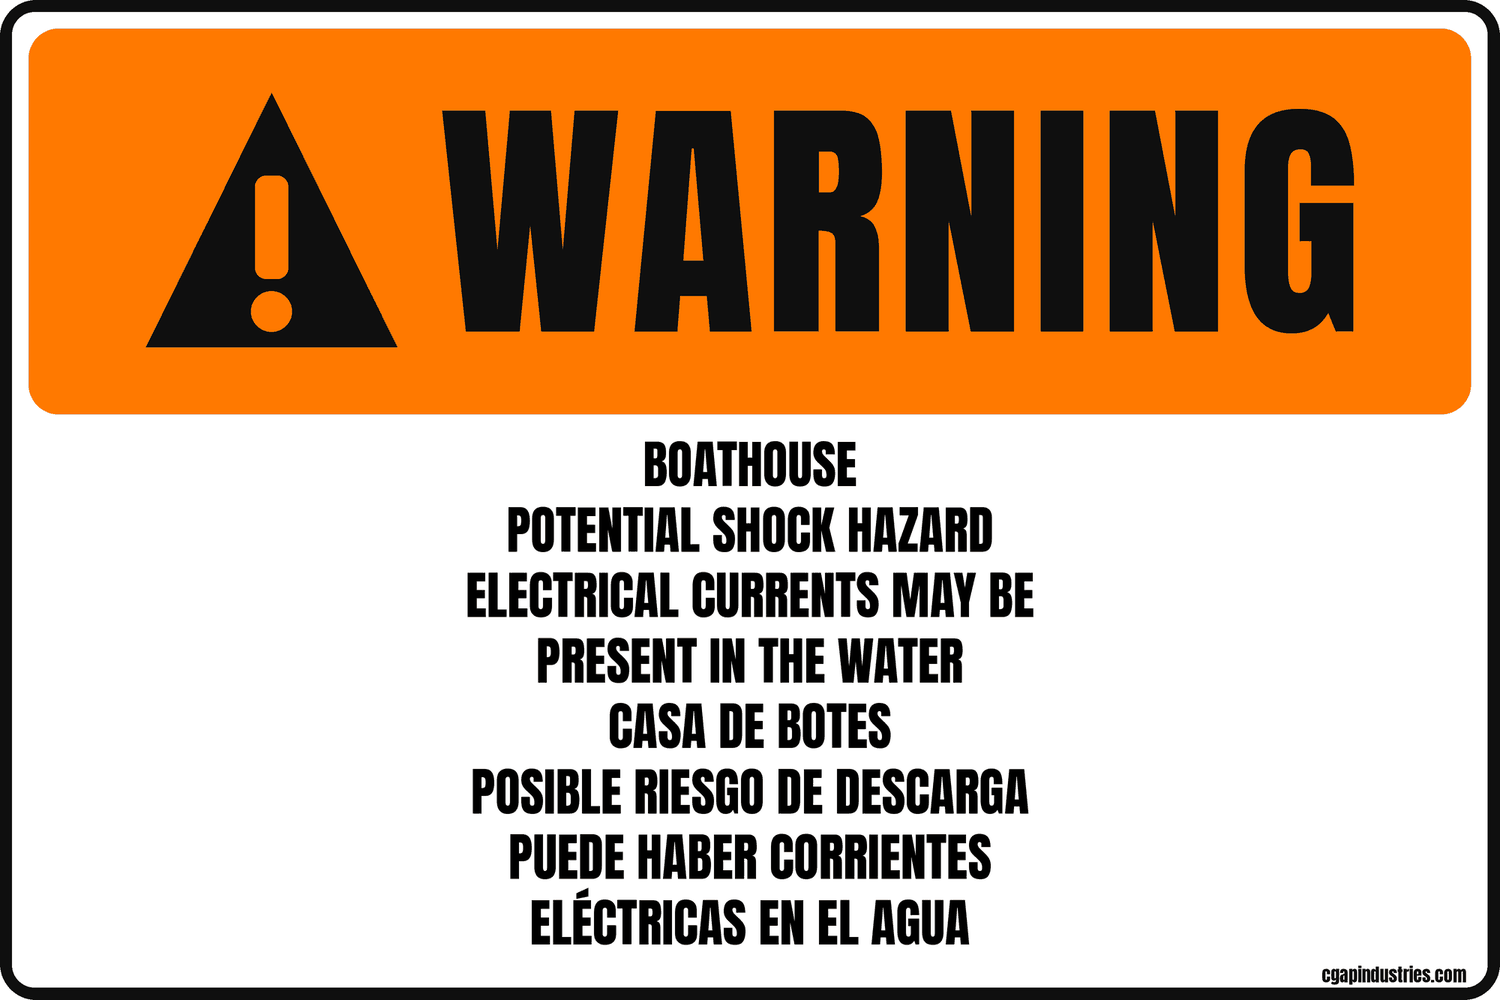 WARNING
BOATHOUSE
POTENTIAL SHOCK HAZARD
ELECTRICAL CURRENTS MAY BE
PRESENT IN THE WATER
CASA DE BOTES
POSIBLE RIESGO DE DESCARGA
PUEDE HABER CORRIENTES
ELÉCTRICAS EN EL AGUA
cgapindustries.com